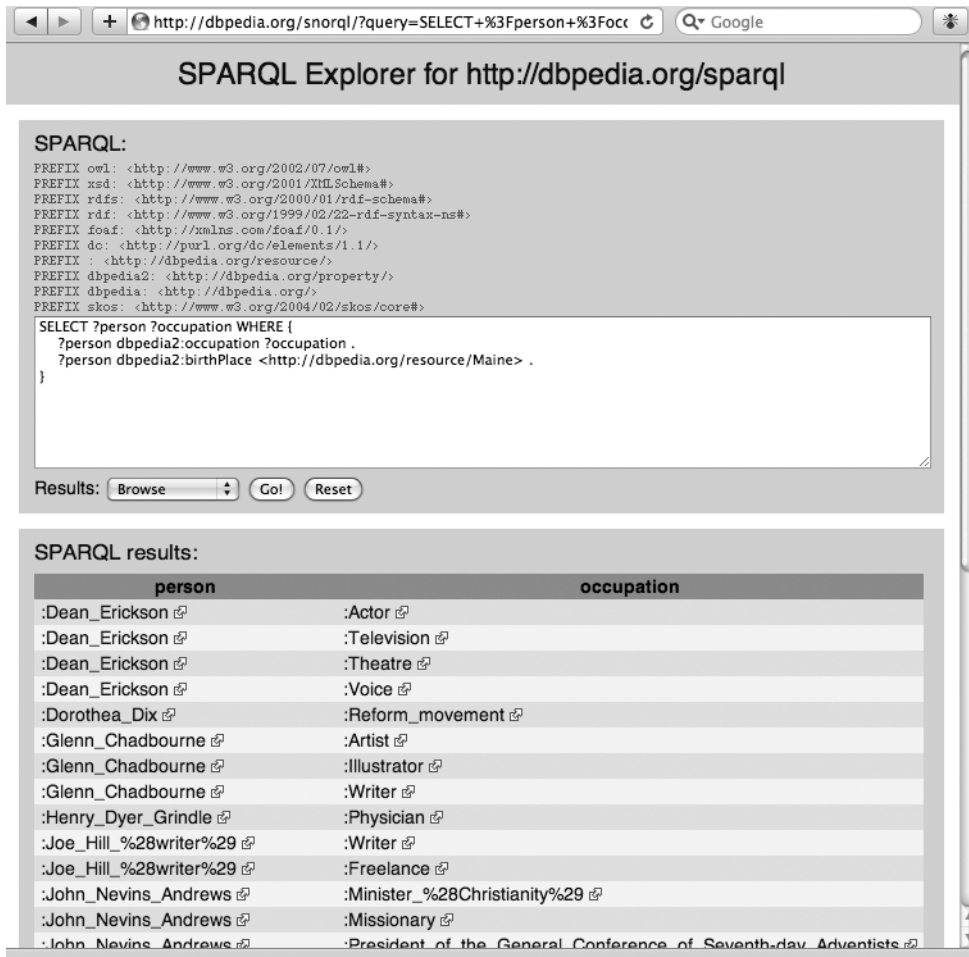 http://dbpedia.org/snorql/?query=SELECT+%3Fperson+%3Foc
Google
SPARQL Explorer for http://dbpedia.org/sparql
SPARQL:
PREFIX owl: <http://www.w3.org/2002/07/owl#>
PREFIX xsd: <http://www.w3.org/2001/XMLSchema#>
PREFIX rdfs: <http://www.w3.org/2000/01/rdf-schema#>
PREFIX rdf: <http://www.w3.org/1999/02/22-rdf-syntax-ns#>
PREFIX foaf: <http://xmlns.com/foaf/0.1/>
PREFIX dc: <http://purl.org/dc/elements/1.1/>
PREFIX : <http://dbpedia.org/resource/>
PREFIX dbpedia2: <http://dbpedia.org/property/>
PREFIX dbpedia: <http://dbpedia.org/>
PREFIX skos: <http://www.w3.org/2004/02/skos/core#>
SELECT ?person ?occupation WHERE {
?person dbpedia2:occupation ?occupation .
?person dbpedia2:birthPlace <http://dbpedia.org/resource/Maine> .
}
Results: Browse Go! Reset
SPARQL results:
person occupation
:Dean_Erickson :Actor
:Dean_Erickson :Television
:Dean_Erickson :Theatre
:Dean_Erickson :Voice
:Dorothea_Dix :Reform_movement
:Glenn_Chadbourne :Artist
:Glenn_Chadbourne :Illustrator
:Glenn_Chadbourne :Writer
:Henry_Dyer_Grindle :Physician
:Joe_Hill_%28writer%29 :Writer
:Joe_Hill_%28writer%29 :Freelance
:John_Nevins_Andrews :Minister_%28Christianity%29
:John_Nevins_Andrews :Missionary
:John_Nevins_Andrews :President_of_the_General_Conference_of_Seventh-day_Adventists